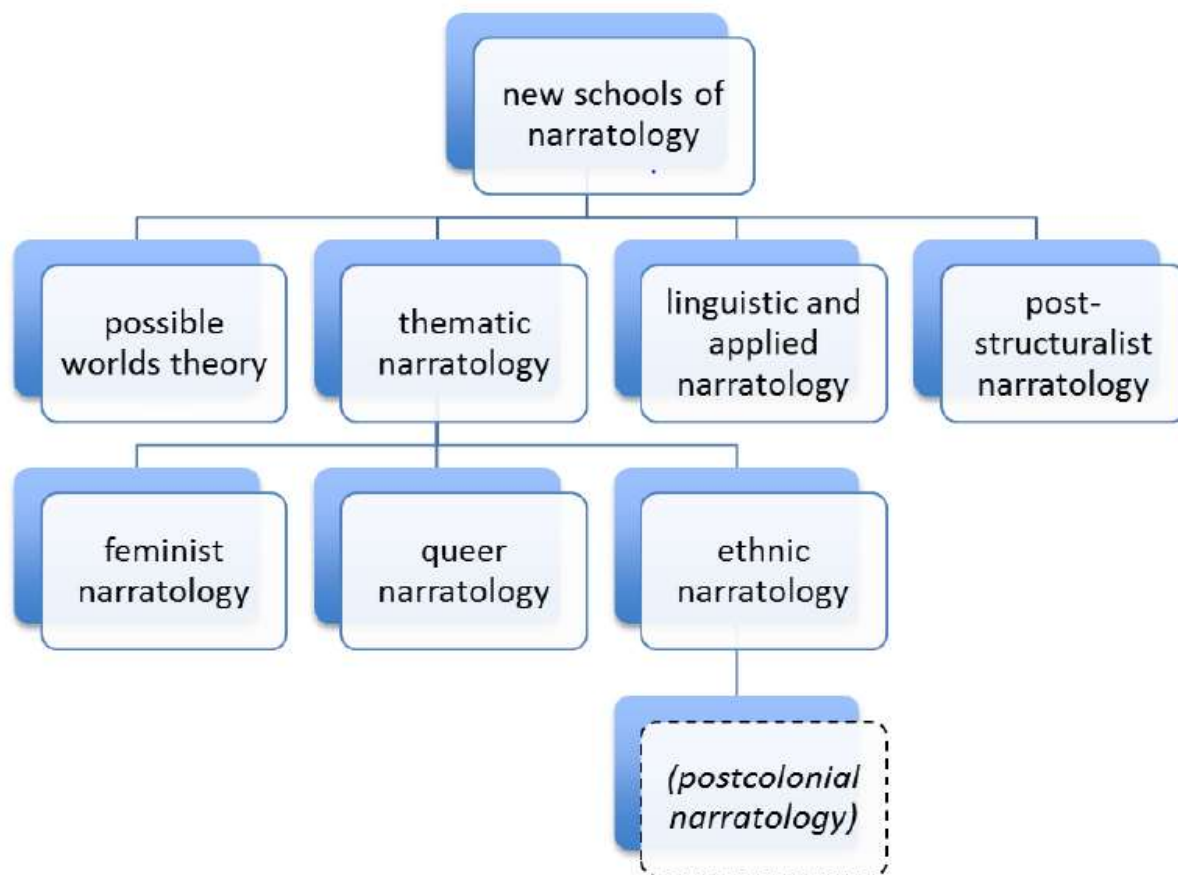 new schools of
narratology
possible
worlds theory
thematic
narratology
linguistic and
applied
narratology
post-
structuralist
narratology
feminist
narratology
queer
narratology
ethnic
narratology
(postcolonial
narratology)